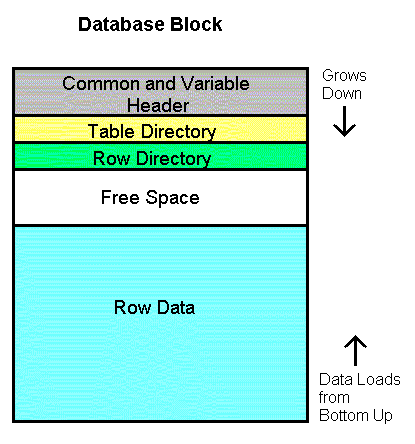 Database Block
Common and Variable
Header
Grows
Down
Table Directory
Row Directory
Free Space
Row Data
Data Loads
from
Bottom Up